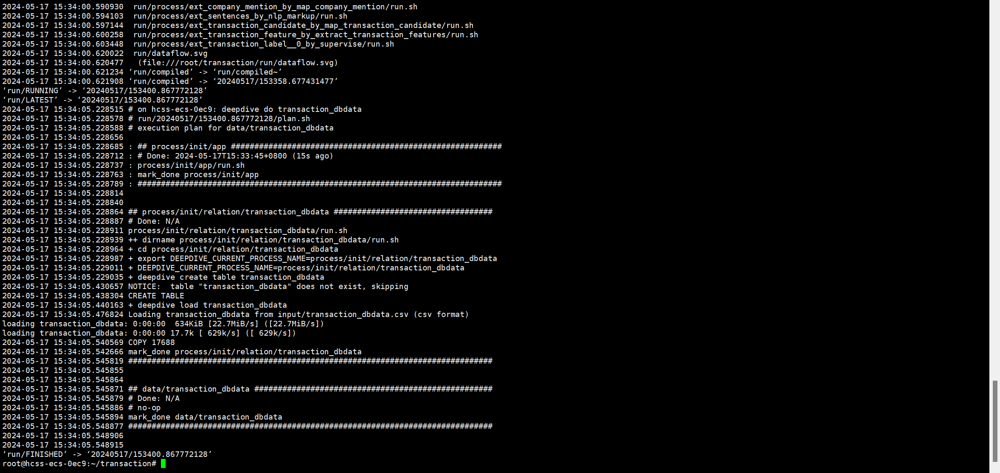 2024-05-17 15:34:00.590930  run/process/ext_company_mention_by_map_company_mention/run.sh
2024-05-17 15:34:00.594103  run/process/ext_sentences_by_nlp_markup/run.sh
2024-05-17 15:34:00.597144  run/process/ext_transaction_candidate_by_map_transaction_candidate/run.sh
2024-05-17 15:34:00.600258  run/process/ext_transaction_feature_by_extract_transaction_features/run.sh
2024-05-17 15:34:00.603448  run/process/ext_transaction_label__0_by_supervise/run.sh
2024-05-17 15:34:00.620022  run/dataflow.svg
2024-05-17 15:34:00.620477   (file:///root/transaction/run/dataflow.svg)
2024-05-17 15:34:00.621234 ‘run/compiled’ -> ‘run/compiled~’
2024-05-17 15:34:00.621908 ‘run/compiled’ -> ‘20240517/153358.677431477’
‘run/RUNNING’ -> ‘20240517/153400.867772128’
‘run/LATEST’ -> ‘20240517/153400.867772128’
2024-05-17 15:34:05.228515 # on hcss-ecs-0ec9: deepdive do transaction_dbdata
2024-05-17 15:34:05.228578 # run/20240517/153400.867772128/plan.sh
2024-05-17 15:34:05.228588 # execution plan for data/transaction_dbdata
2024-05-17 15:34:05.228656
2024-05-17 15:34:05.228685 : ## process/init/app ##########################################################
2024-05-17 15:34:05.228712 : # Done: 2024-05-17T15:33:45+0800 (15s ago)
2024-05-17 15:34:05.228737 : process/init/app/run.sh
2024-05-17 15:34:05.228763 : mark_done process/init/app
2024-05-17 15:34:05.228789 : ##############################################################################
2024-05-17 15:34:05.228814
2024-05-17 15:34:05.228840
2024-05-17 15:34:05.228864 ## process/init/relation/transaction_dbdata ##################################
2024-05-17 15:34:05.228887 # Done: N/A
2024-05-17 15:34:05.228911 process/init/relation/transaction_dbdata/run.sh
2024-05-17 15:34:05.228939 ++ dirname process/init/relation/transaction_dbdata/run.sh
2024-05-17 15:34:05.228964 + cd process/init/relation/transaction_dbdata
2024-05-17 15:34:05.228987 + export DEEPDIVE_CURRENT_PROCESS_NAME=process/init/relation/transaction_dbdata
2024-05-17 15:34:05.229011 + DEEPDIVE_CURRENT_PROCESS_NAME=process/init/relation/transaction_dbdata
2024-05-17 15:34:05.229035 + deepdive create table transaction_dbdata
2024-05-17 15:34:05.430657 NOTICE:  table "transaction_dbdata" does not exist, skipping
2024-05-17 15:34:05.438304 CREATE TABLE
2024-05-17 15:34:05.440163 + deepdive load transaction_dbdata
2024-05-17 15:34:05.476824 Loading transaction_dbdata from input/transaction_dbdata.csv (csv format)
loading transaction_dbdata: 0:00:00  634KiB [22.7MiB/s] ([22.7MiB/s])
loading transaction_dbdata: 0:00:00 17.7k [ 629k/s] ([ 629k/s])
2024-05-17 15:34:05.540569 COPY 17688
2024-05-17 15:34:05.542666 mark_done process/init/relation/transaction_dbdata
2024-05-17 15:34:05.545819 ##############################################################################
2024-05-17 15:34:05.545855
2024-05-17 15:34:05.545864
2024-05-17 15:34:05.545871 ## data/transaction_dbdata ###################################################
2024-05-17 15:34:05.545879 # Done: N/A
2024-05-17 15:34:05.545886 # no-op
2024-05-17 15:34:05.545894 mark_done data/transaction_dbdata
2024-05-17 15:34:05.548877 ##############################################################################
2024-05-17 15:34:05.548906
2024-05-17 15:34:05.548915
‘run/FINISHED’ -> ‘20240517/153400.867772128’
root@hcss-ecs-0ec9:~/transaction#